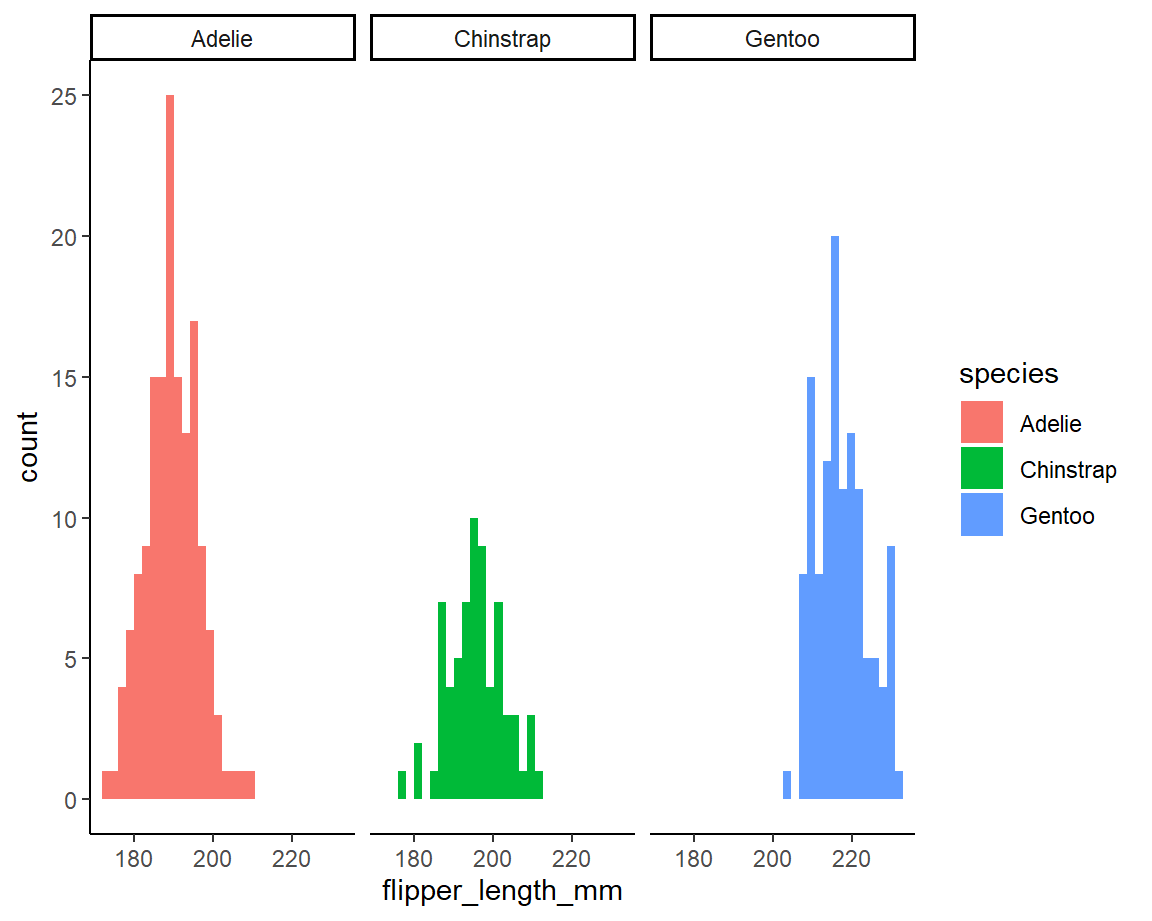 Adelie Chinstrap Gentoo
25
20
15
10
5
0
count
180 200 220 180 200 220 180 200 220
flipper_length_mm
species
Adelie
Chinstrap
Gentoo